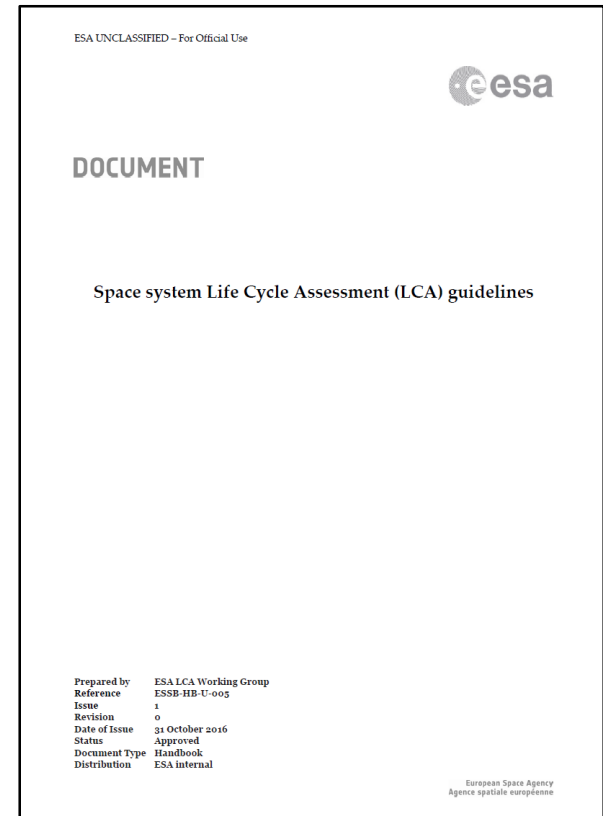 ESA UNCLASSIFIED – For Official Use
esa
DOCUMENT
Space system Life Cycle Assessment (LCA) guidelines
Prepared by ESA LCA Working Group
Reference ESSB-HB-U-005
Issue 1
Revision 0
Date of Issue 31 October 2016
Status Approved
Document Type Handbook
Distribution ESA internal
European Space Agency
Agence spatiale européenne